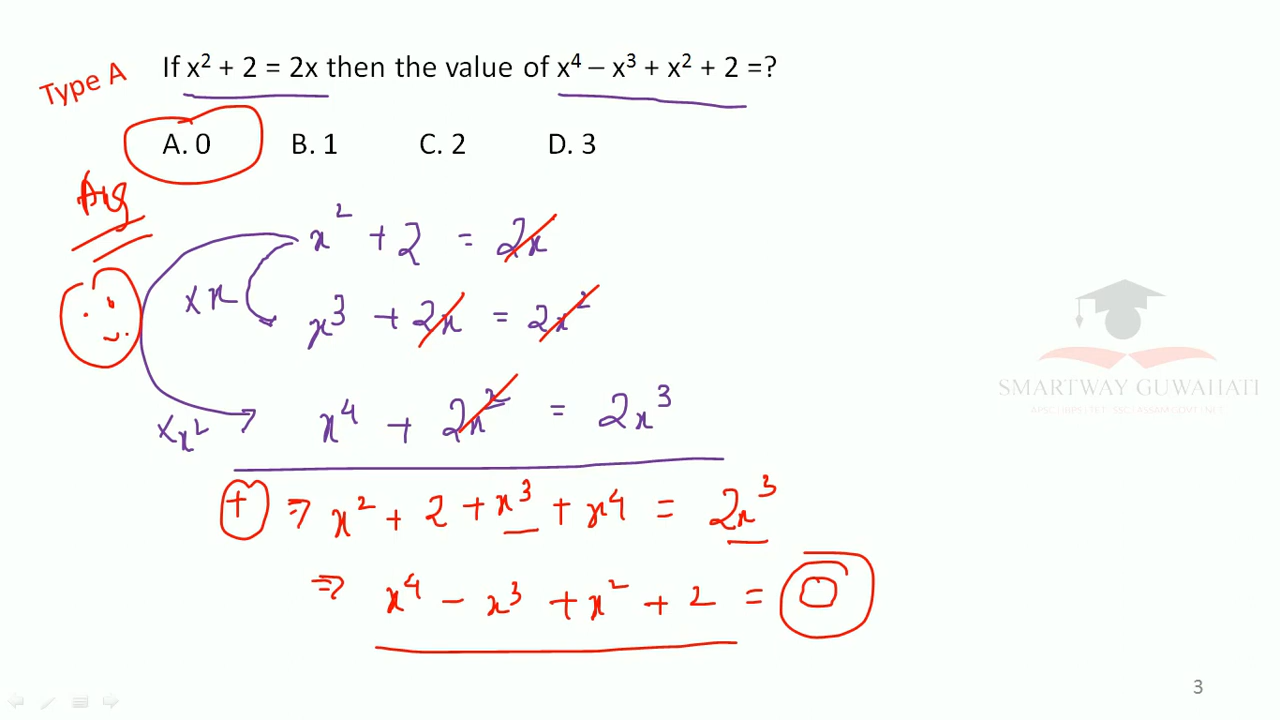 Type A
If x² + 2 = 2x then the value of x⁴ – x³ + x² + 2 =?
A. 0 B. 1 C. 2 D. 3
Ans
x² + 2 = 2x
×x
x³ + 2x = 2x²
×x²
x⁴ + 2x² = 2x³
+ ⇒ x² + 2 + x³ + x⁴ = 2x³
⇒ x⁴ – x³ + x² + 2 = 0
SMARTWAY GUWAHATI
3